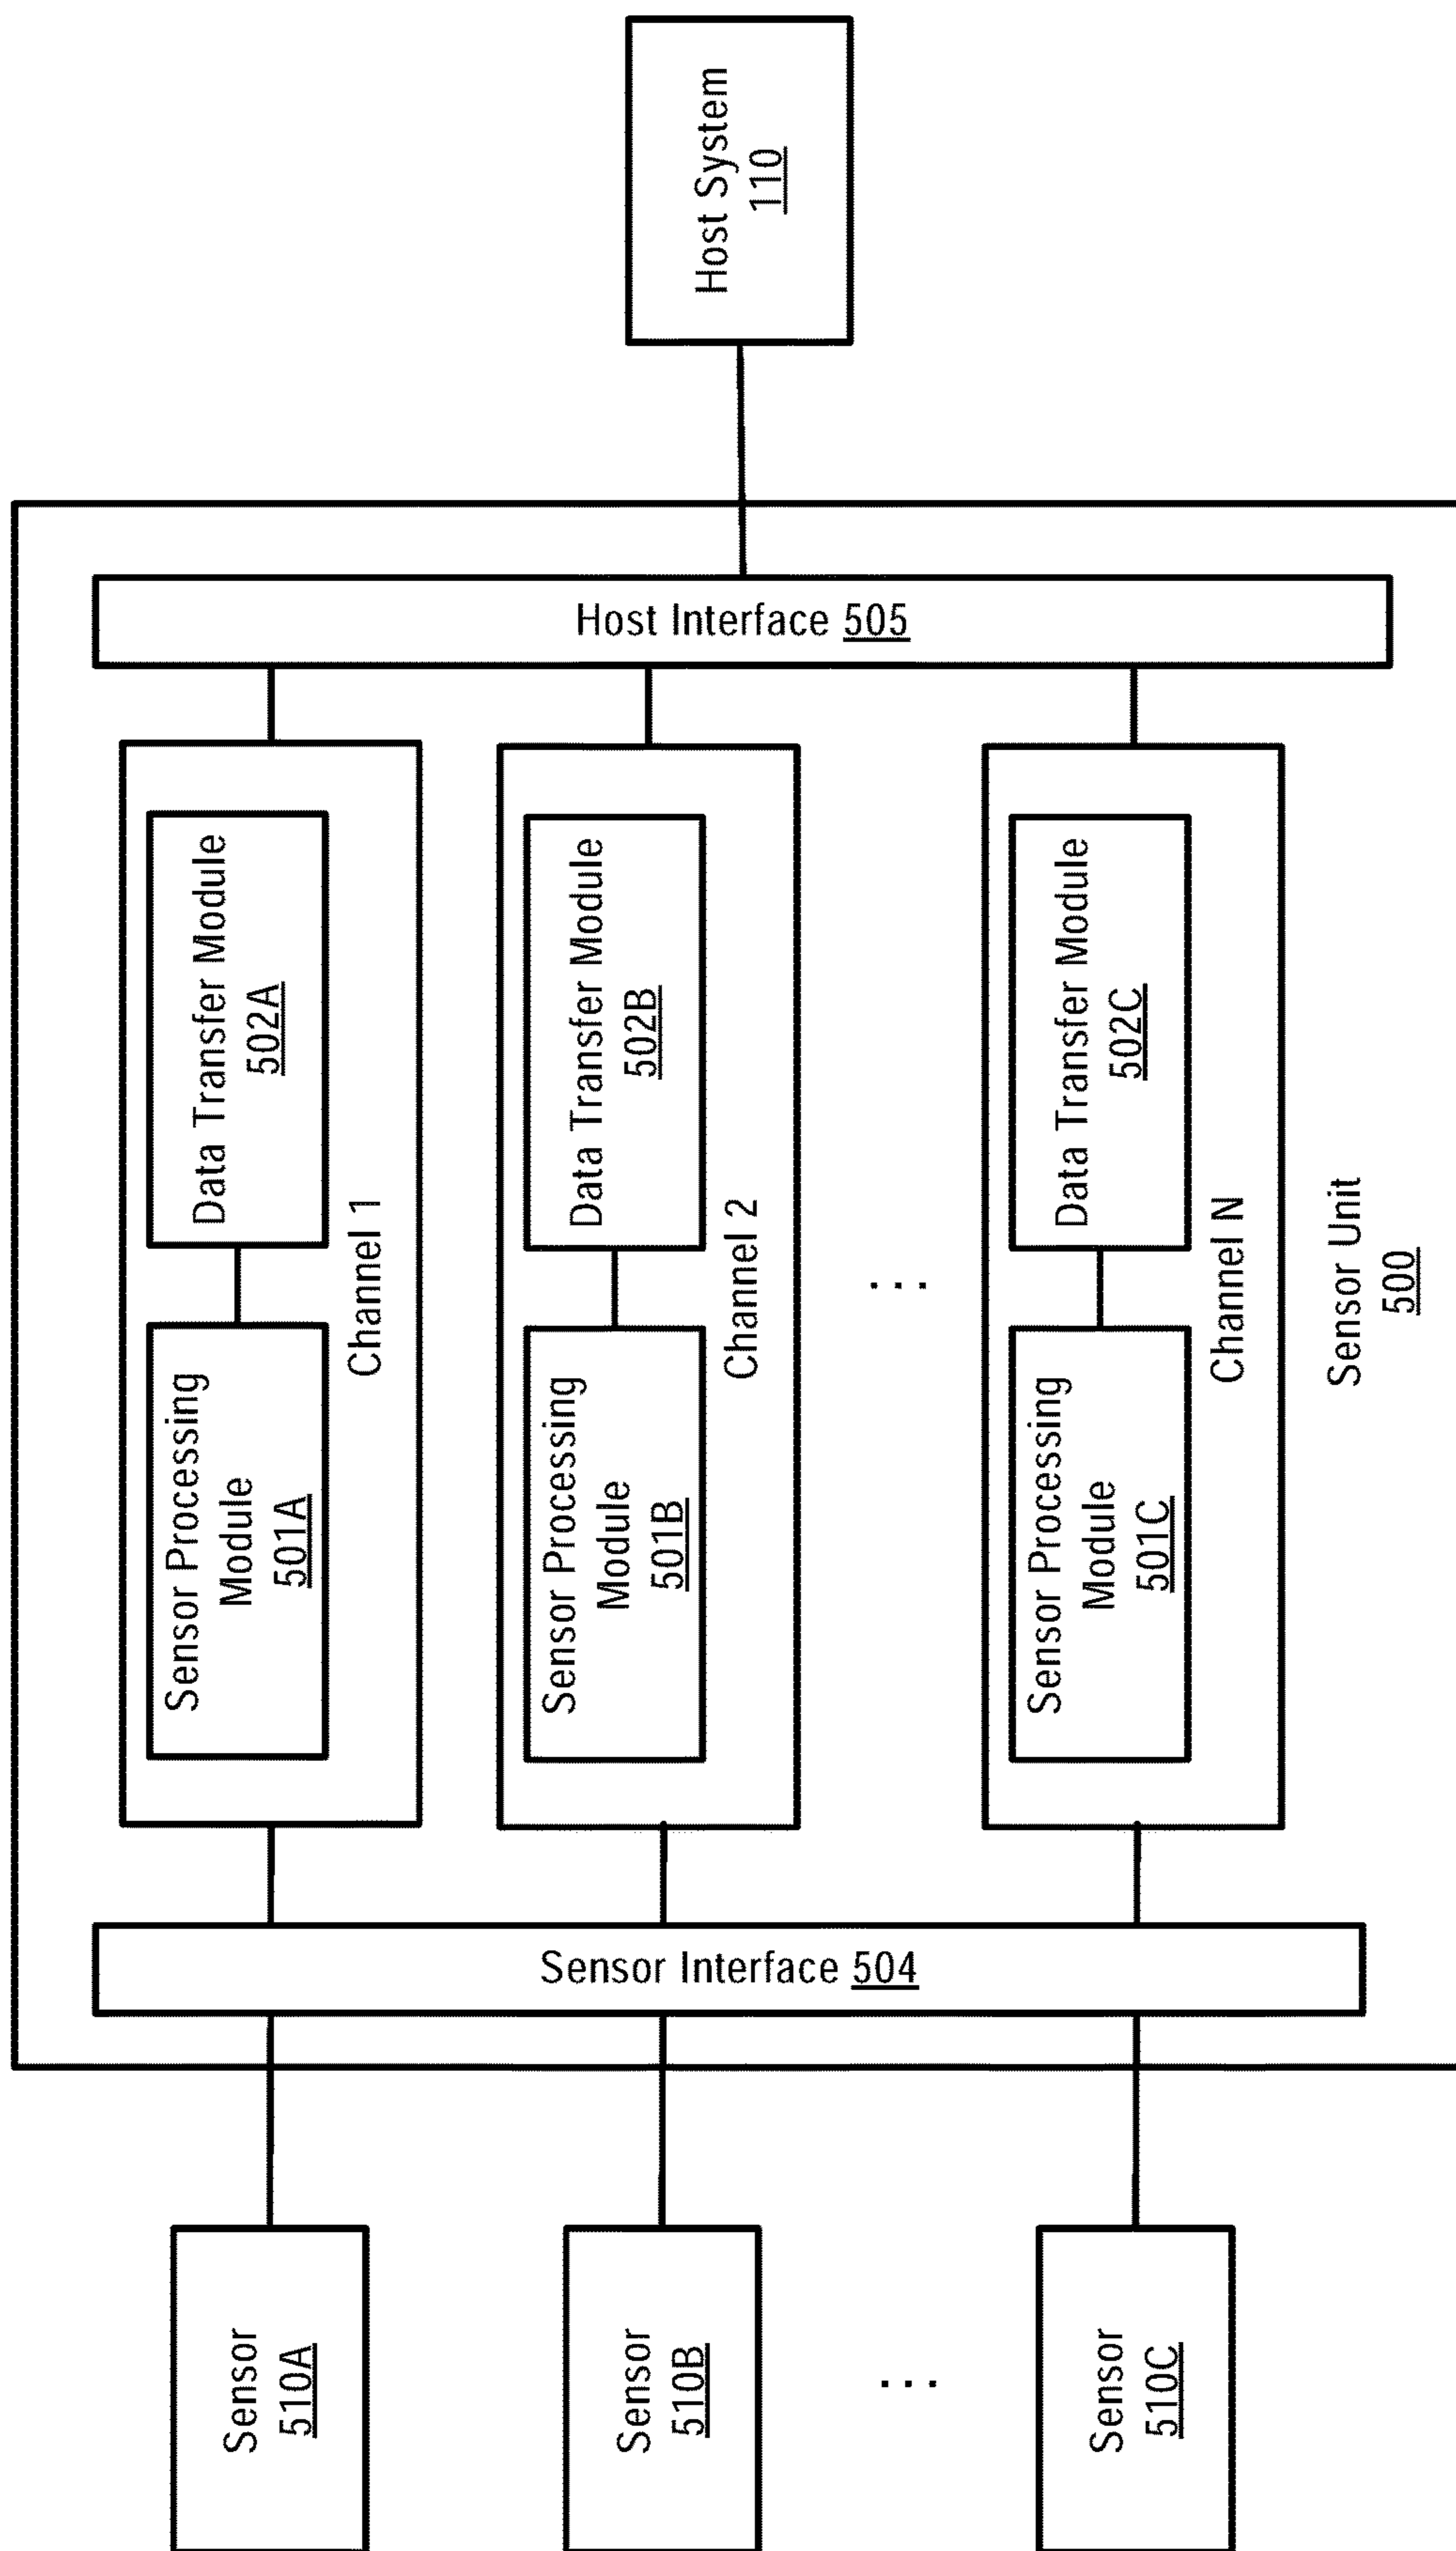 Sensor
510A
Sensor
510B
...
Sensor
510C
Sensor Interface 504
Sensor Processing
Module
501A
Data Transfer Module
502A
Channel 1
Sensor Processing
Module
501B
Data Transfer Module
502B
Channel 2
...
Sensor Processing
Module
501C
Data Transfer Module
502C
Channel N
Sensor Unit
500
Host Interface 505
Host System
110